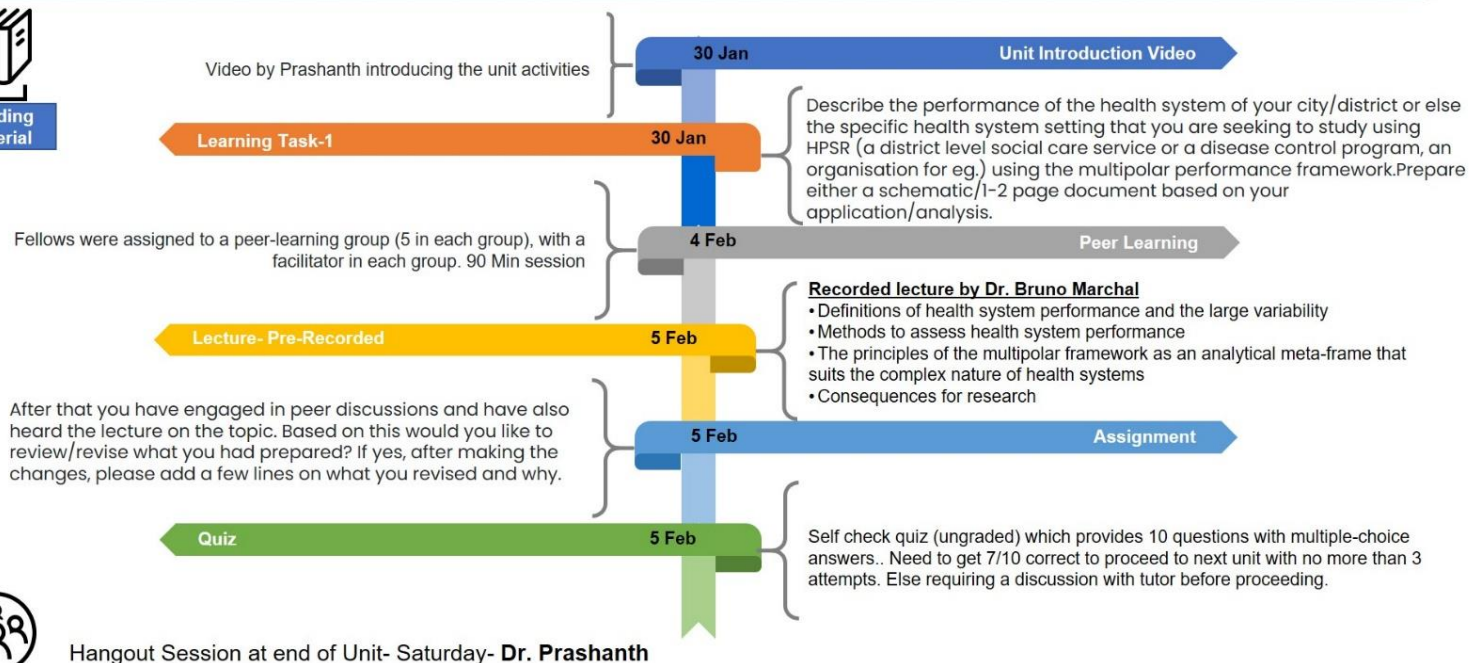 ding
erial
Video by Prashanth introducing the unit activities
30 Jan
Unit Introduction Video
Learning Task-1
30 Jan
Describe the performance of the health system of your city/district or else
the specific health system setting that you are seeking to study using
HPSR (a district level social care service or a disease control program, an
organisation for eg.) using the multipolar performance framework.Prepare
either a schematic/1-2 page document based on your
application/analysis.
Fellows were assigned to a peer-learning group (5 in each group), with a
facilitator in each group. 90 Min session
4 Feb
Peer Learning
Lecture- Pre-Recorded
5 Feb
Recorded lecture by Dr. Bruno Marchal
• Definitions of health system performance and the large variability
• Methods to assess health system performance
• The principles of the multipolar framework as an analytical meta-frame that
suits the complex nature of health systems
• Consequences for research
After that you have engaged in peer discussions and have also
heard the lecture on the topic. Based on this would you like to
review/revise what you had prepared? If yes, after making the
changes, please add a few lines on what you revised and why.
5 Feb
Assignment
Quiz
5 Feb
Self check quiz (ungraded) which provides 10 questions with multiple-choice
answers.. Need to get 7/10 correct to proceed to next unit with no more than 3
attempts. Else requiring a discussion with tutor before proceeding.
Hangout Session at end of Unit- Saturday- Dr. Prashanth